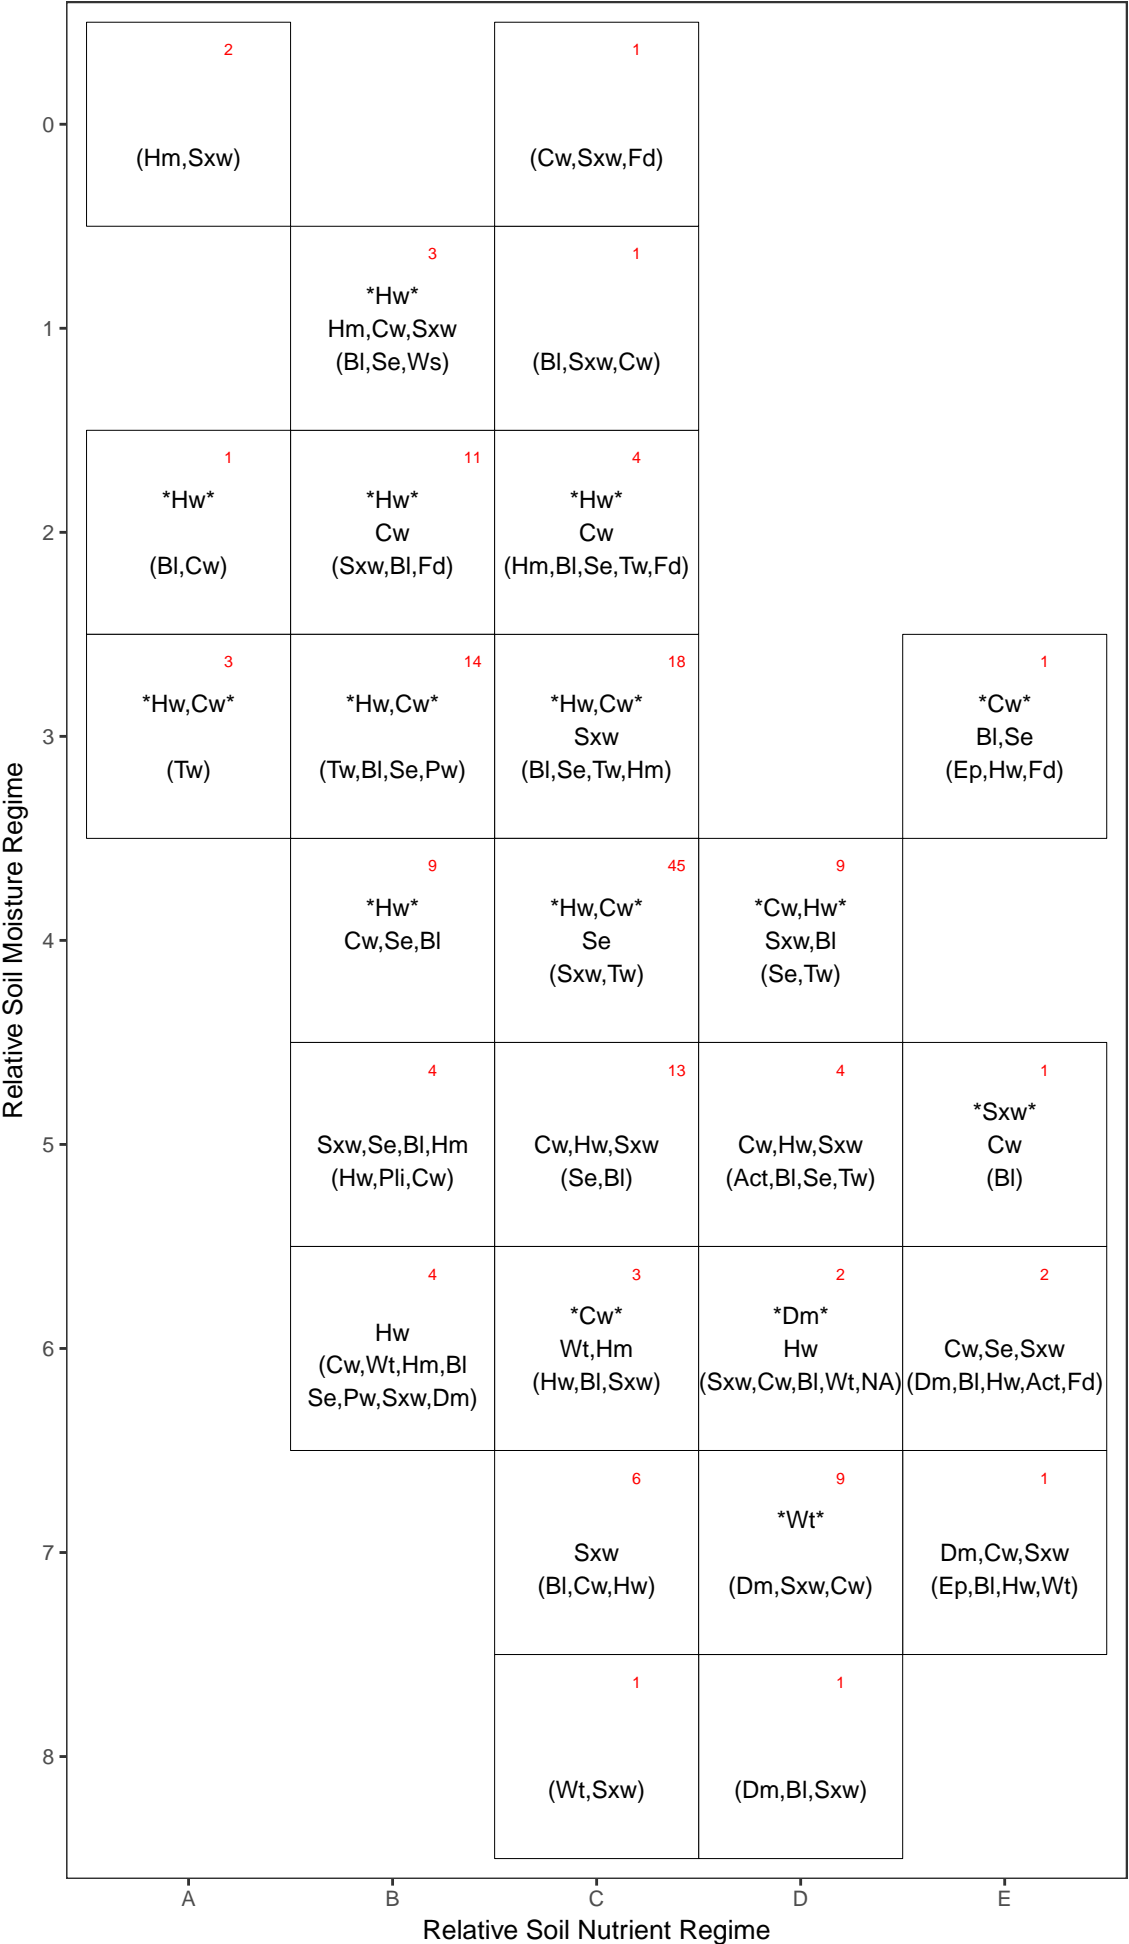 2
1
0
(Hm,Sxw)
(Cw,Sxw,Fd)
3
1
*Hw*
1
Hm,Cw,Sxw
(Bl,Se,Ws)
(Bl,Sxw,Cw)
1
11
4
*Hw*
*Hw*
*Hw*
2
Cw
Cw
(Bl,Cw)
(Sxw,Bl,Fd)
(Hm,Bl,Se,Tw,Fd)
3
14
18
1
*Hw,Cw*
*Hw,Cw*
*Hw,Cw*
*Cw*
3
Sxw
Bl,Se
(Tw)
(Tw,Bl,Se,Pw)
(Bl,Se,Tw,Hm)
(Ep,Hw,Fd)
9
45
9
*Hw*
*Hw,Cw*
*Cw,Hw*
4
Cw,Se,Bl
Se
Sxw,Bl
(Sxw,Tw)
(Se,Tw)
Relative Soil Moisture Regime
4
13
4
1
*Sxw*
5
Sxw,Se,Bl,Hm
Cw,Hw,Sxw
Cw,Hw,Sxw
Cw
(Hw,Pli,Cw)
(Se,Bl)
(Act,Bl,Se,Tw)
(Bl)
4
3
2
2
*Cw*
*Dm*
6
Hw
Wt,Hm
Hw
Cw,Se,Sxw
(Cw,Wt,Hm,Bl
Se,Pw,Sxw,Dm)
(Hw,Bl,Sxw)
(Sxw,Cw,Bl,Wt,NA)
(Dm,Bl,Hw,Act,Fd)
6
9
1
*Wt*
7
Sxw
Dm,Cw,Sxw
(Bl,Cw,Hw)
(Dm,Sxw,Cw)
(Ep,Bl,Hw,Wt)
1
1
8
(Wt,Sxw)
(Dm,Bl,Sxw)
A
B
C
D
E
Relative Soil Nutrient Regime